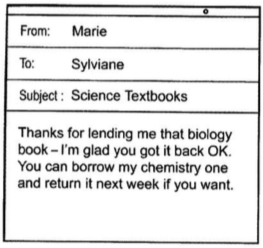 From: Marie
To: Sylviane
Subject : Science Textbooks
Thanks for lending me that biology
book – I'm glad you got it back OK.
You can borrow my chemistry one
and return it next week if you want.